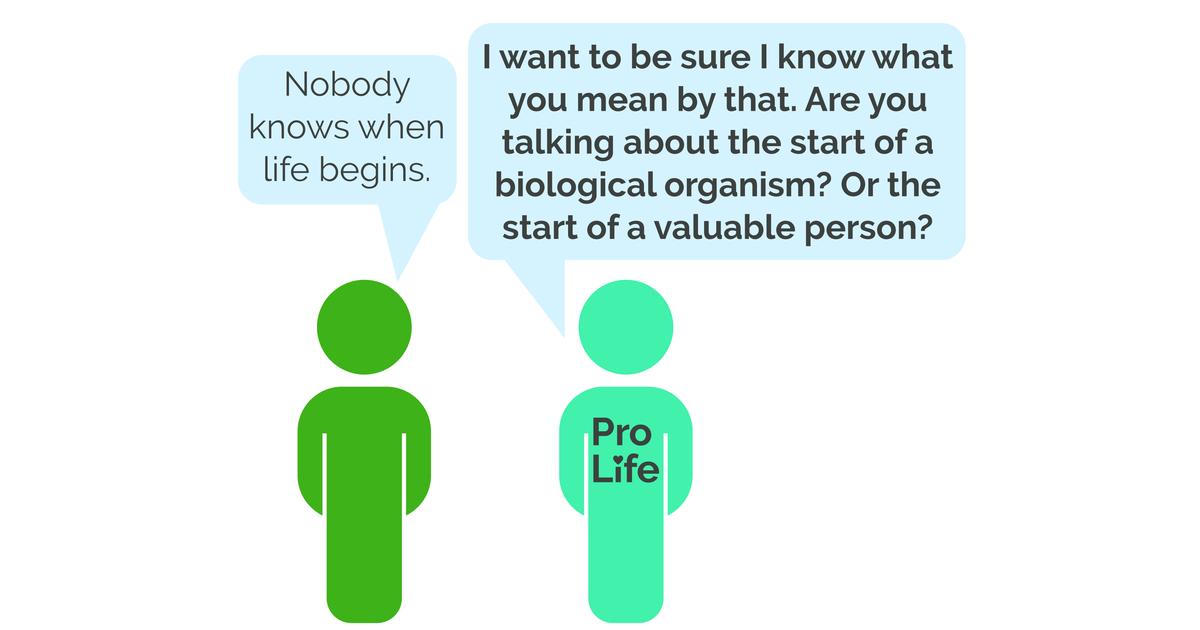 Nobody
knows when
life begins.
I want to be sure I know what
you mean by that. Are you
talking about the start of a
biological organism? Or the
start of a valuable person?
Pro
Life